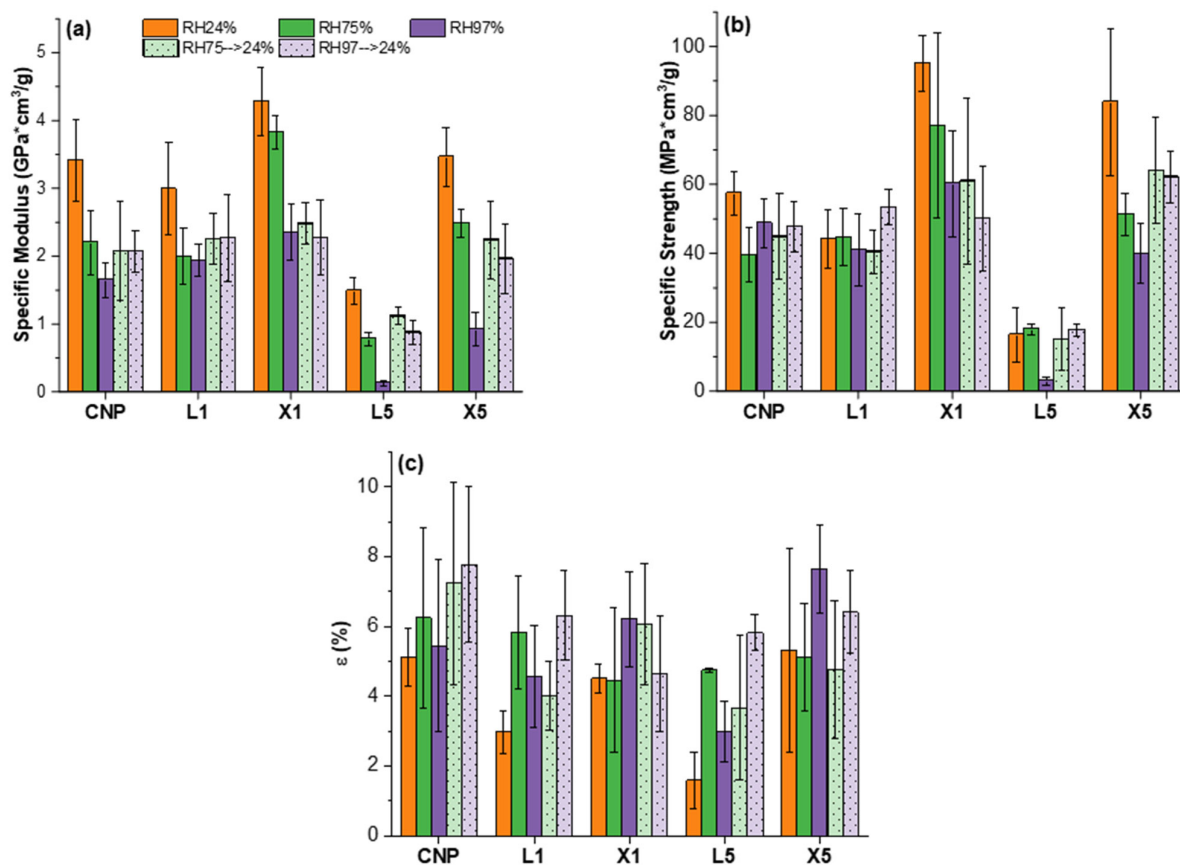 (a)
RH24% RH75% RH97%
RH75-->24% RH97-->24%
Specific Modulus (GPa*cm³/g)
5
4
3
2
1
0
CNP L1 X1 L5 X5
(b)
Specific Strength (MPa*cm³/g)
100
80
60
40
20
0
CNP L1 X1 L5 X5
(c)
ε (%)
10
8
6
4
2
0
CNP L1 X1 L5 X5